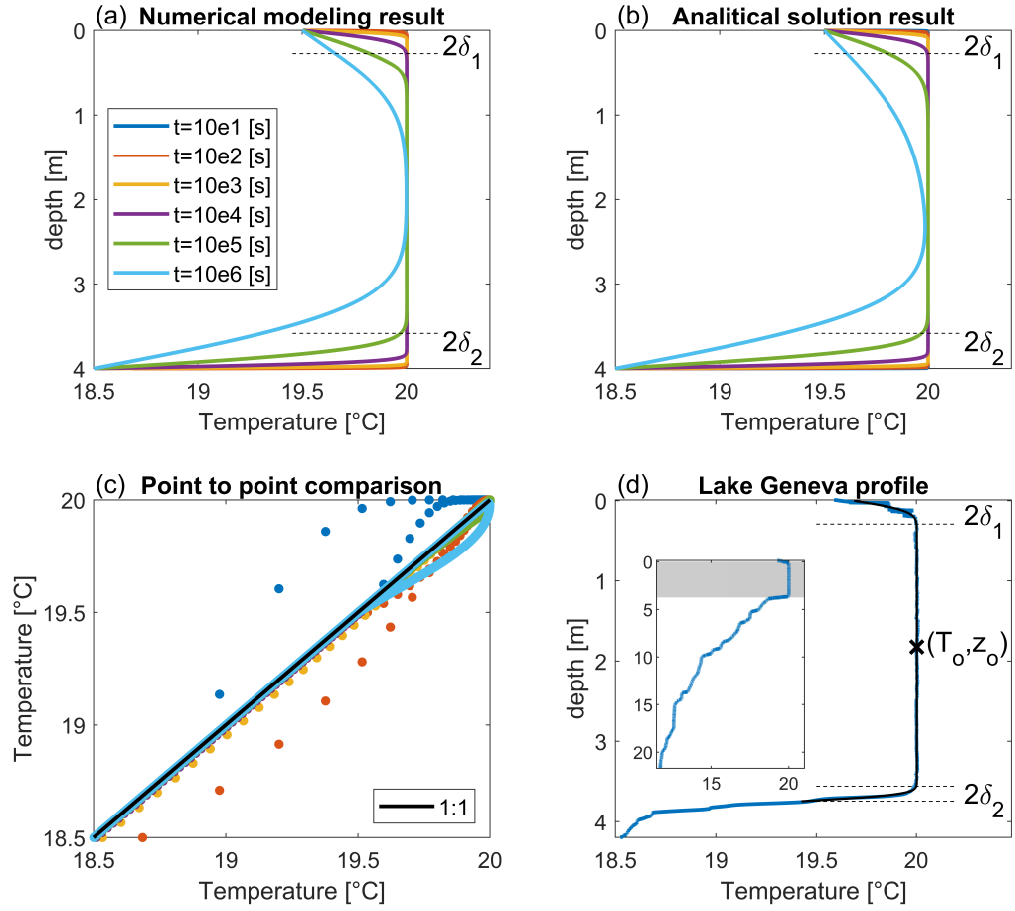 (a) Numerical modeling result
0
1
2
3
4
depth [m]
2δ1
2δ2
t=10e1 [s]
t=10e2 [s]
t=10e3 [s]
t=10e4 [s]
t=10e5 [s]
t=10e6 [s]
18.5 19 19.5 20
Temperature [°C]
(b) Analitical solution result
0
1
2
3
4
2δ1
2δ2
18.5 19 19.5 20
Temperature [°C]
(c) Point to point comparison
20
19.5
19
18.5
Temperature [°C]
1:1
18.5 19 19.5 20
Temperature [°C]
(d) Lake Geneva profile
0
1
2
3
4
depth [m]
2δ1
(To,zo)
2δ2
0
5
10
15
20
15 20
18.5 19 19.5 20
Temperature [°C]